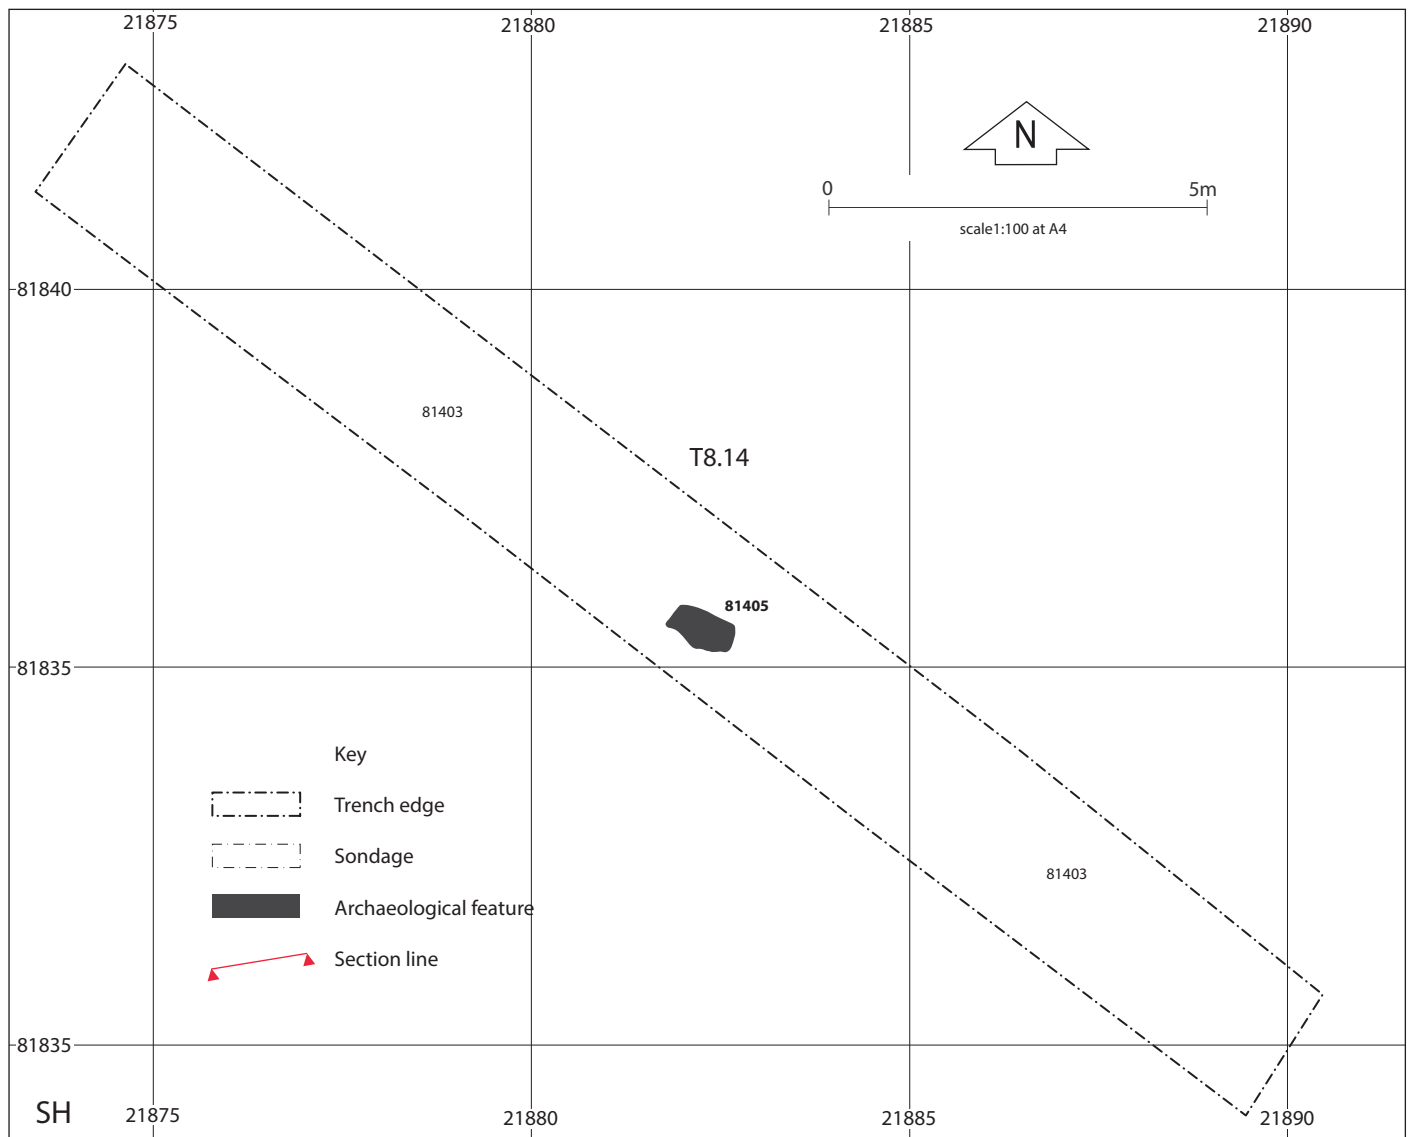 21875 21880 21885 21890
N
0 5m
scale1:100 at A4
81840
81403
T8.14
81405
81835
Key
Trench edge
81403
Sondage
Archaeological feature
Section line
81835
SH 21875 21880 21885 21890